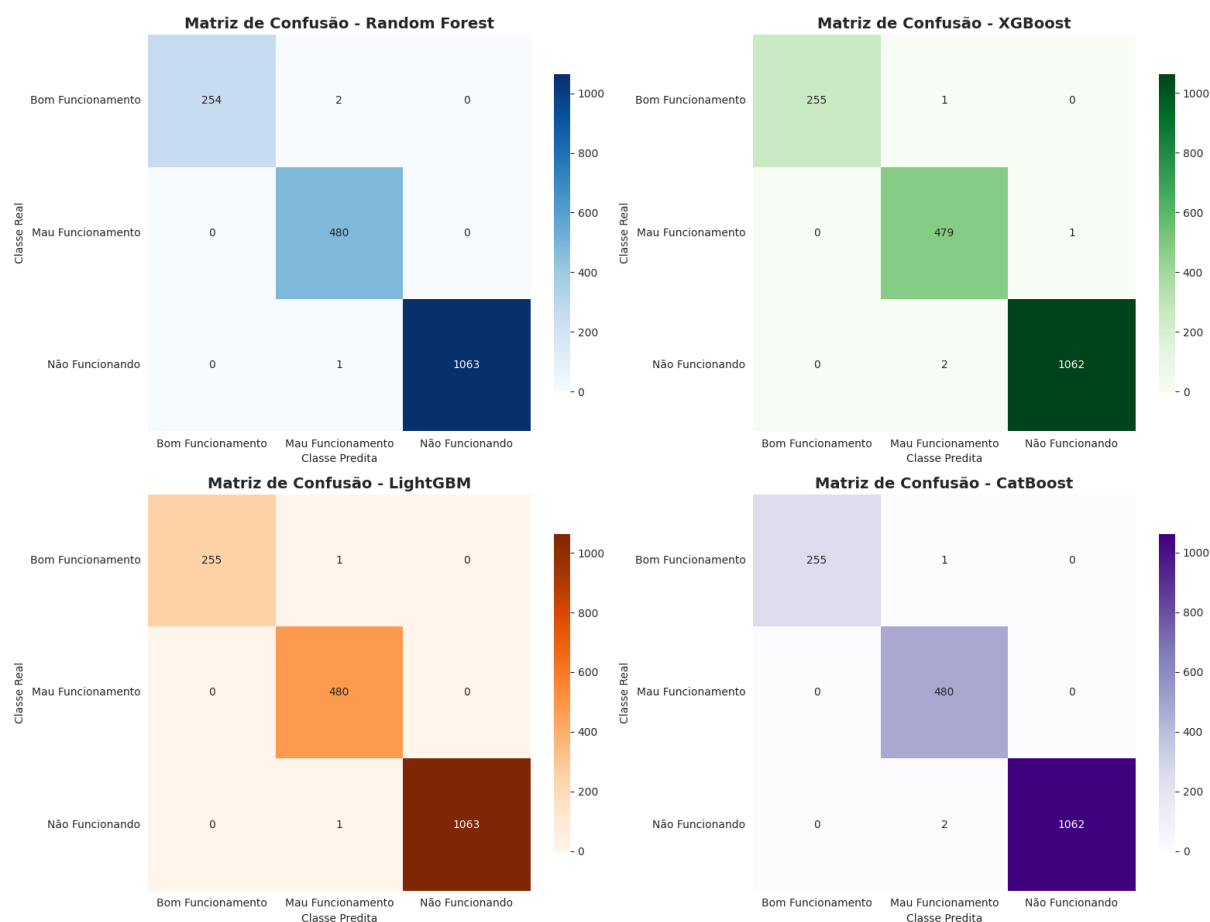 Matriz de Confusão - Random Forest
Bom Funcionamento 254 2 0
Mau Funcionamento 0 480 0
Não Funcionando 0 1 1063
Classe Real
Bom Funcionamento Mau Funcionamento Não Funcionando
Classe Predita
1000
800
600
400
200
0
Matriz de Confusão - XGBoost
Bom Funcionamento 255 1 0
Mau Funcionamento 0 479 1
Não Funcionando 0 2 1062
Classe Real
Bom Funcionamento Mau Funcionamento Não Funcionando
Classe Predita
1000
800
600
400
200
0
Matriz de Confusão - LightGBM
Bom Funcionamento 255 1 0
Mau Funcionamento 0 480 0
Não Funcionando 0 1 1063
Classe Real
Bom Funcionamento Mau Funcionamento Não Funcionando
Classe Predita
1000
800
600
400
200
0
Matriz de Confusão - CatBoost
Bom Funcionamento 255 1 0
Mau Funcionamento 0 480 0
Não Funcionando 0 2 1062
Classe Real
Bom Funcionamento Mau Funcionamento Não Funcionando
Classe Predita
1000
800
600
400
200
0